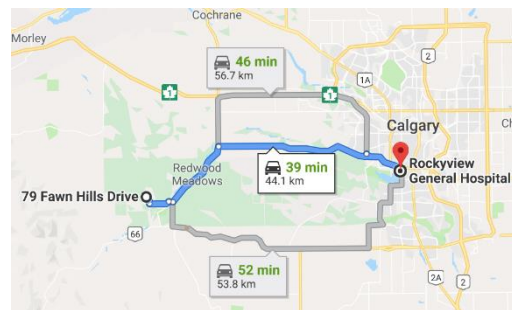 Cochrane
Morley
46 min
56.7 km
2
1A
1
1
Calgary
39 min
44.1 km
Rockyview
General Hospital
Redwood
Meadows
79 Fawn Hills Drive
66
52 min
53.8 km
2A
2